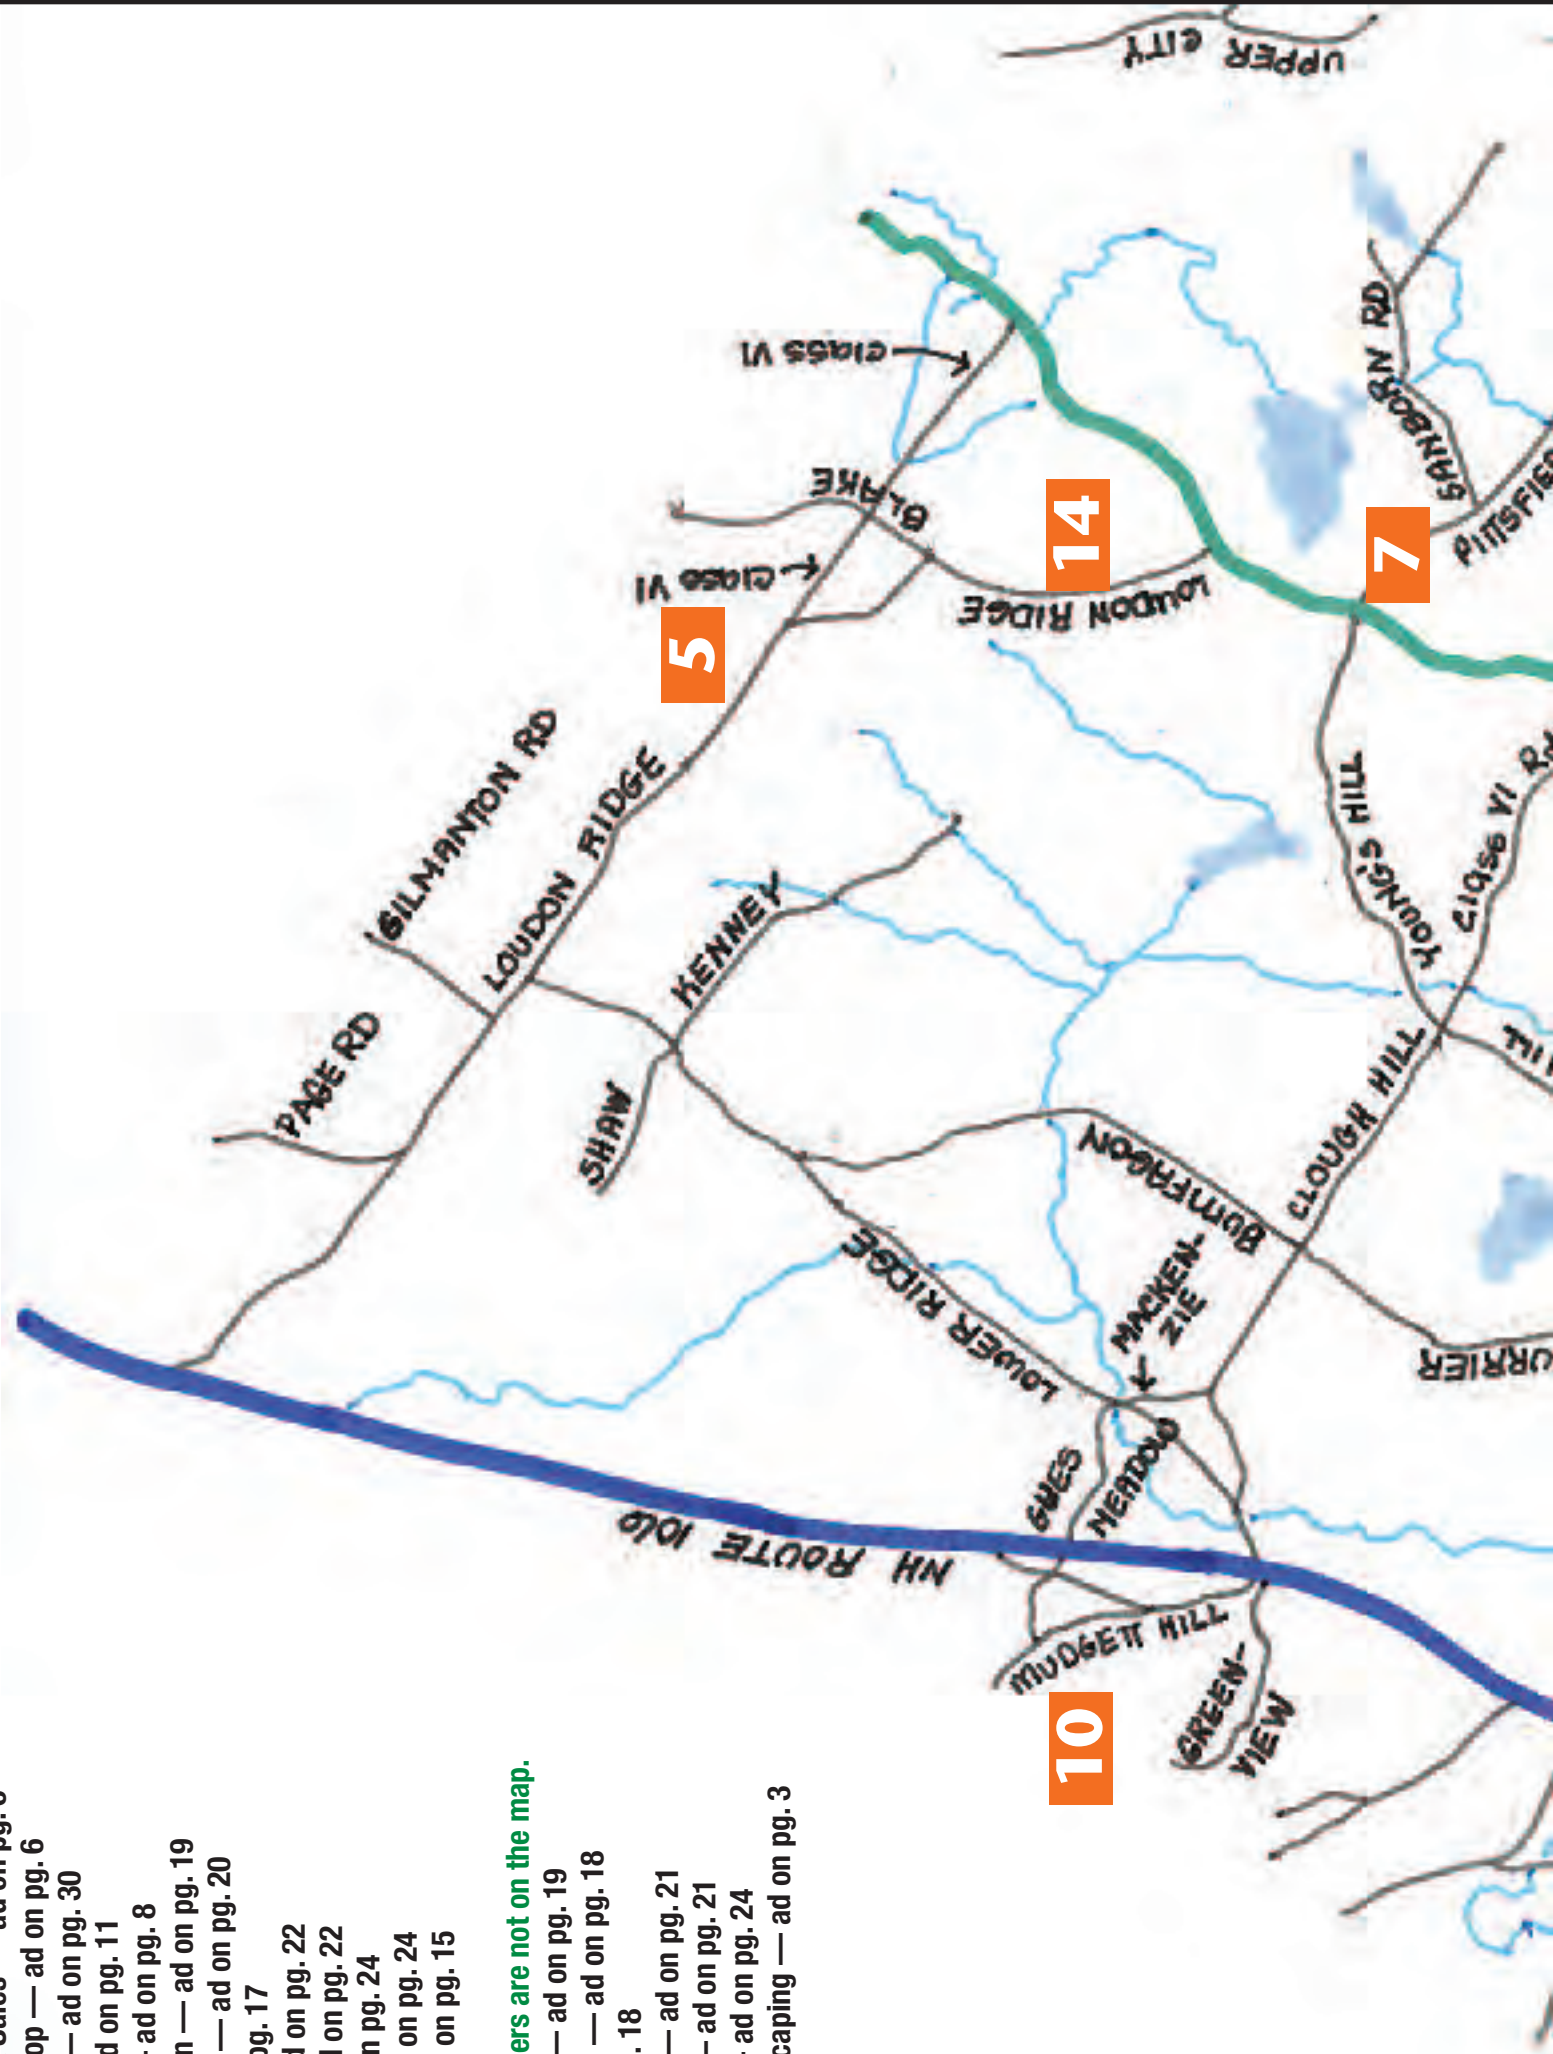 op — ad on pg. 6
— ad on pg. 30
on pg. 11
ad on pg. 8
— ad on pg. 19
— ad on pg. 20
pg. 17
on pg. 22
on pg. 22
pg. 24
on pg. 24
on pg. 15
ers are not on the map.
— ad on pg. 19
— ad on pg. 18
. 18
— ad on pg. 21
– ad on pg. 21
ad on pg. 24
caping — ad on pg. 3
UPPER CITY
Class VI
BLAKE
Class VI
5
14
LOUDON RIDGE
7
SANBORN RD
PITTSFIE
GILMANTON RD
LOUDON RIDGE
PAGE RD
KENNEY
SHAW
YOUNG'S HILL
Class VI Rd
HILL
CLOUGH HILL
BUMFAGON
MACKEN-
ZIE
LOWER RIDGE
URRIER
GUES
MEADOW
NH ROUTE 106
MUDGETT HILL
GREEN-
VIEW
10